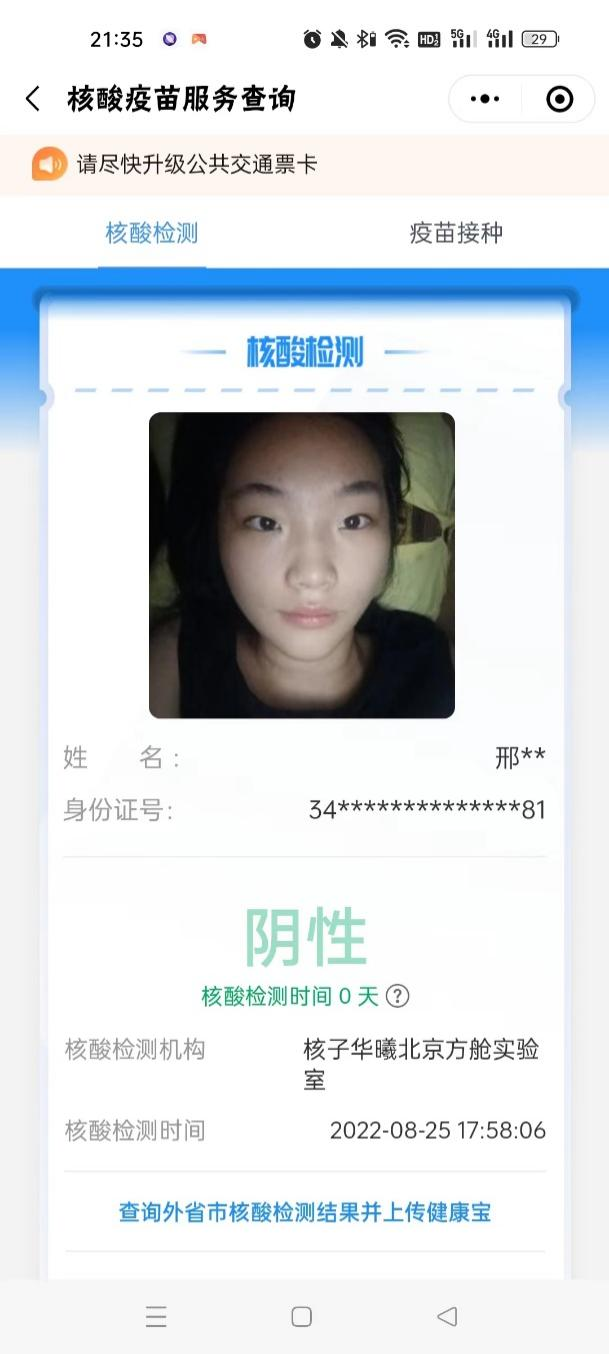 21:35
HD2 5G 4G 29
核酸疫苗服务查询
请尽快升级公共交通票卡
核酸检测 疫苗接种
核酸检测
姓 名: 邢**
身份证号: 34**************81
阴性
核酸检测时间 0 天 ?
核酸检测机构 核子华曦北京方舱实验
室
核酸检测时间 2022-08-25 17:58:06
查询外省市核酸检测结果并上传健康宝